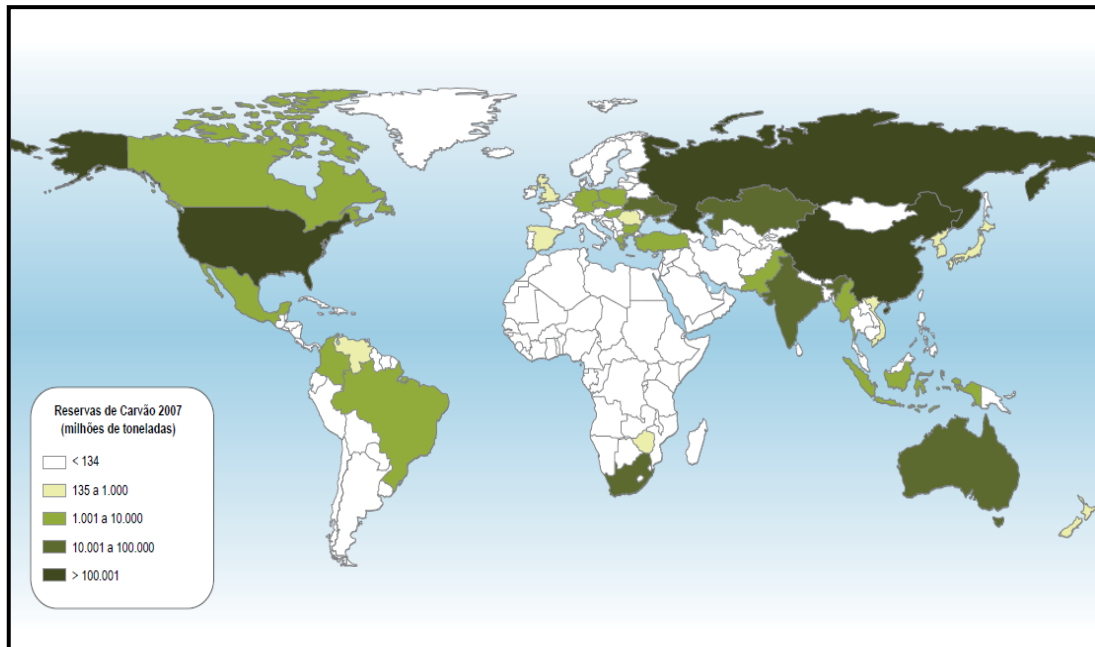 Reservas de Carvão 2007
(milhões de toneladas)
< 134
135 a 1.000
1.001 a 10.000
10.001 a 100.000
> 100.001